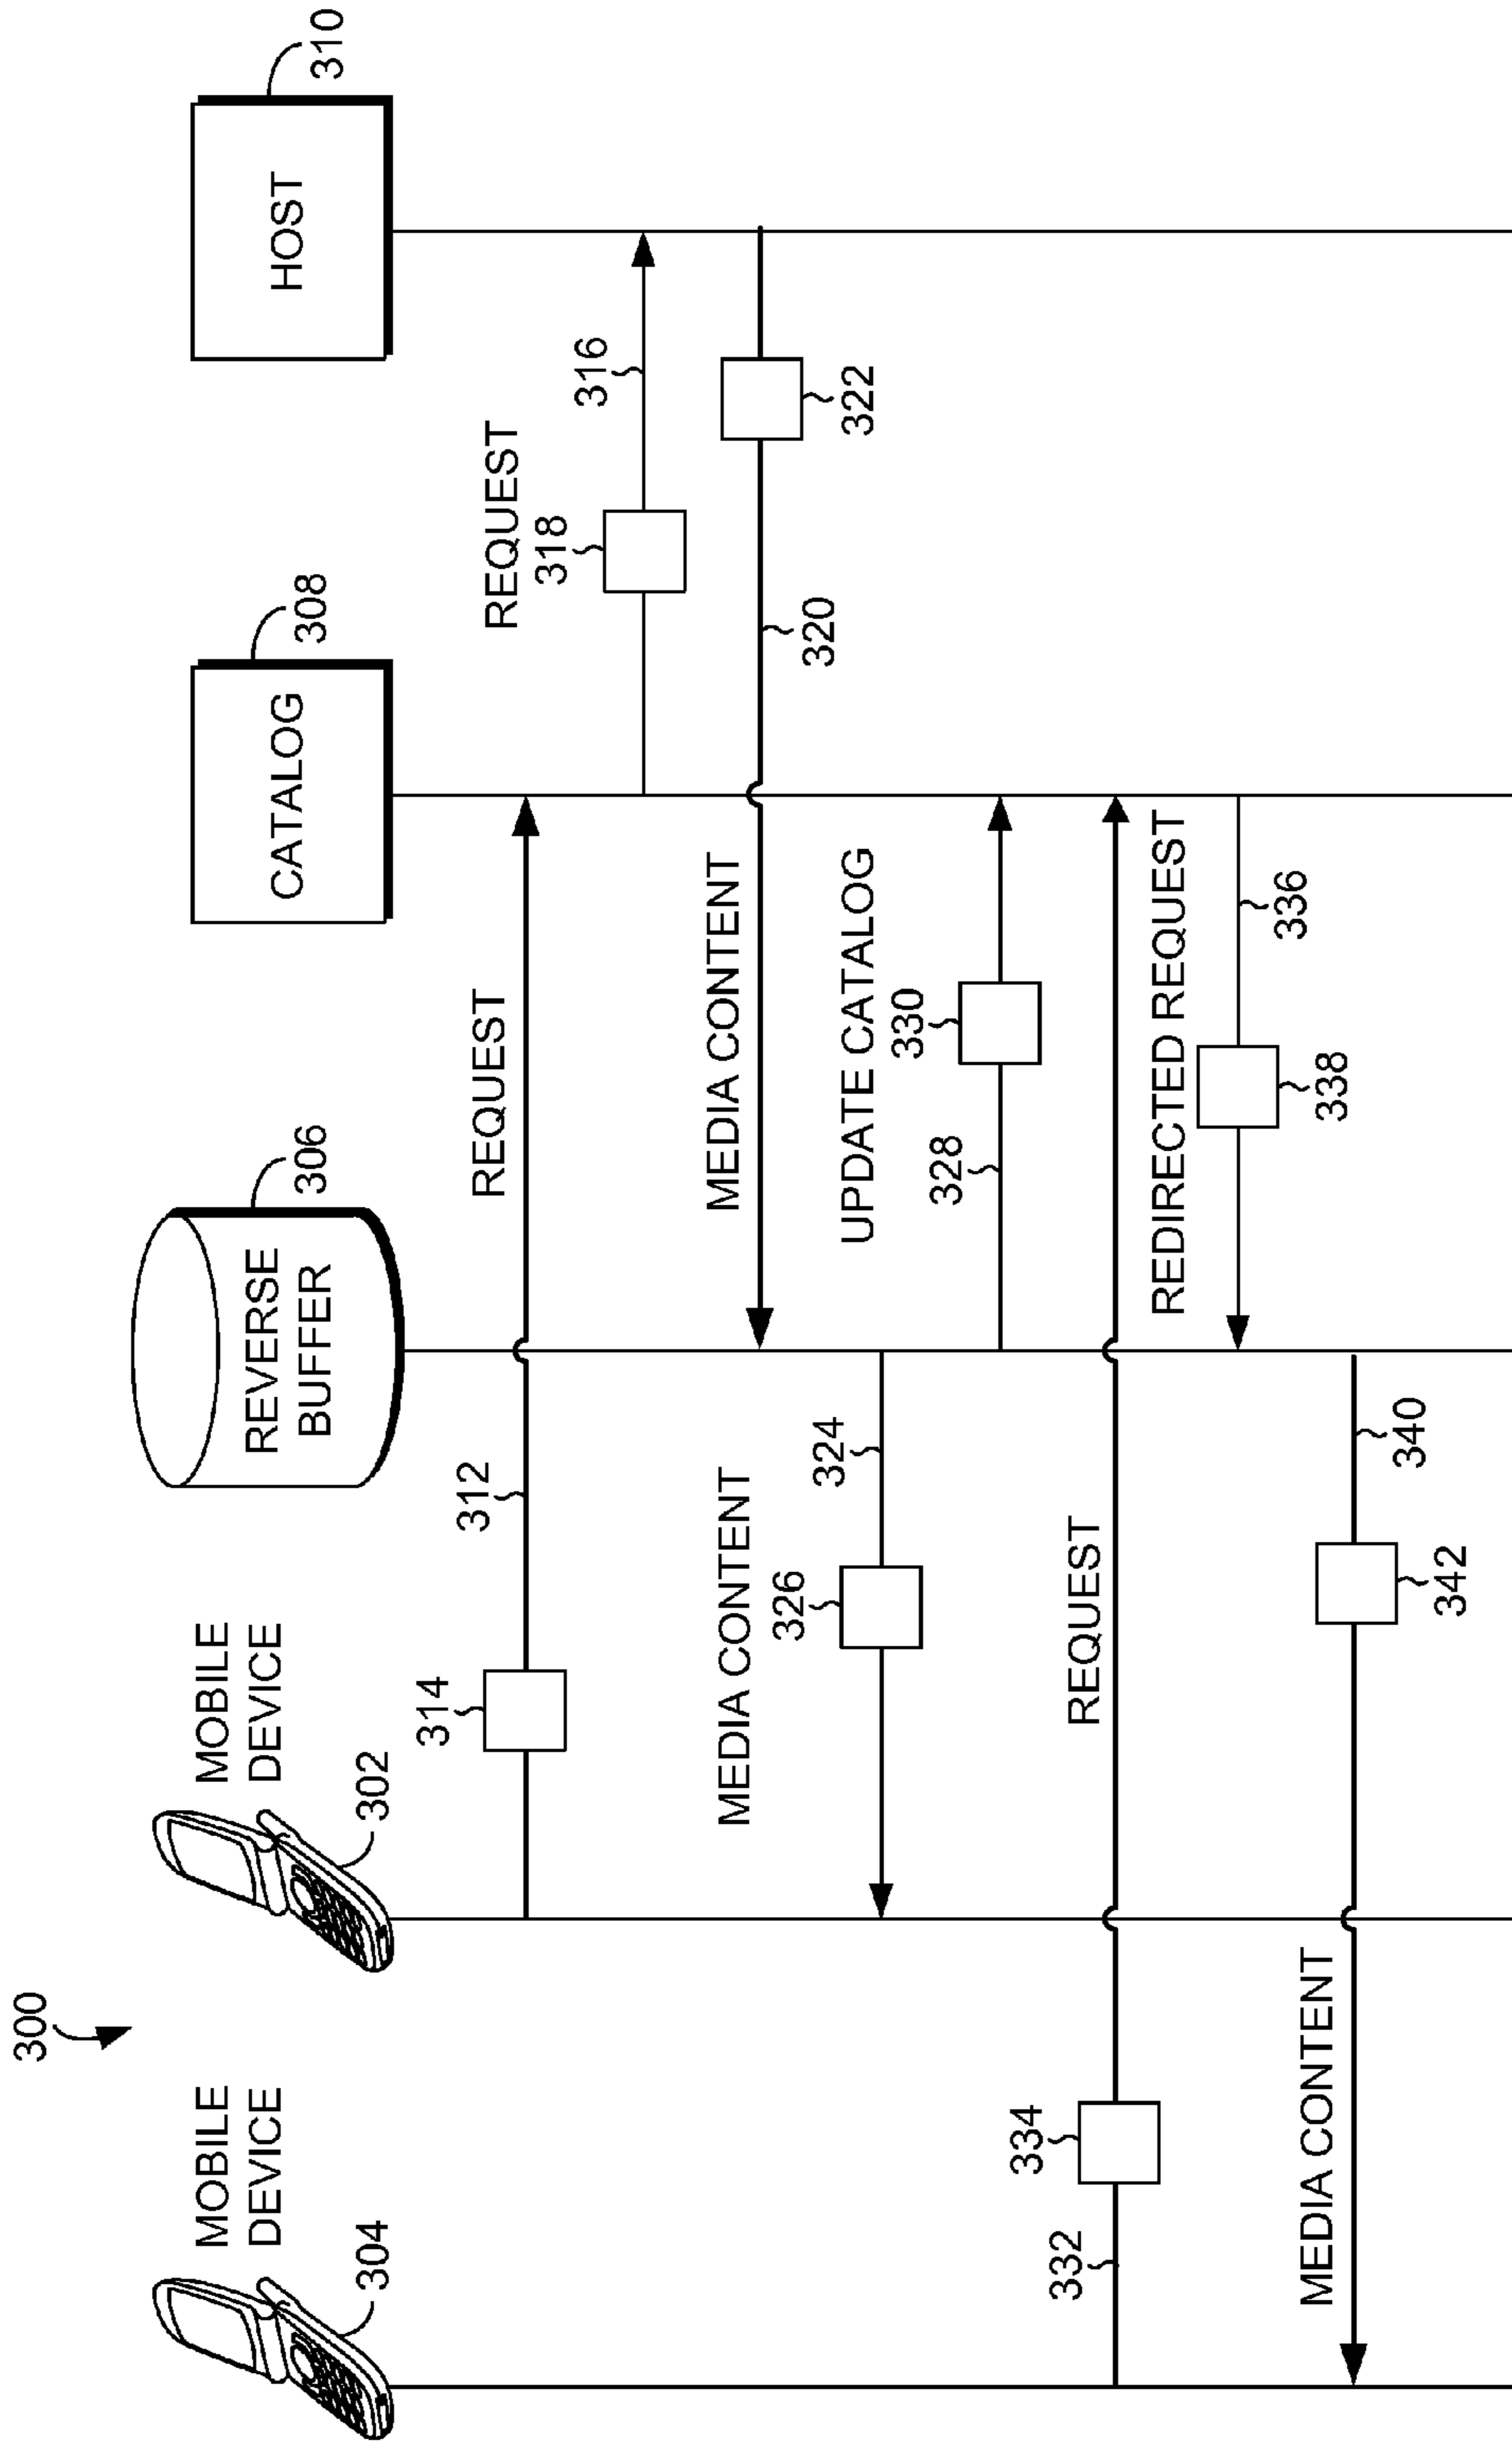 300
MOBILE
DEVICE
304
MOBILE
DEVICE
302
REVERSE
BUFFER
306
CATALOG
308
HOST
310
REQUEST
312
314
REQUEST
316
318
MEDIA CONTENT
320
322
MEDIA CONTENT
324
326
UPDATE CATALOG
328
330
REQUEST
332
334
REDIRECTED REQUEST
336
338
MEDIA CONTENT
340
342